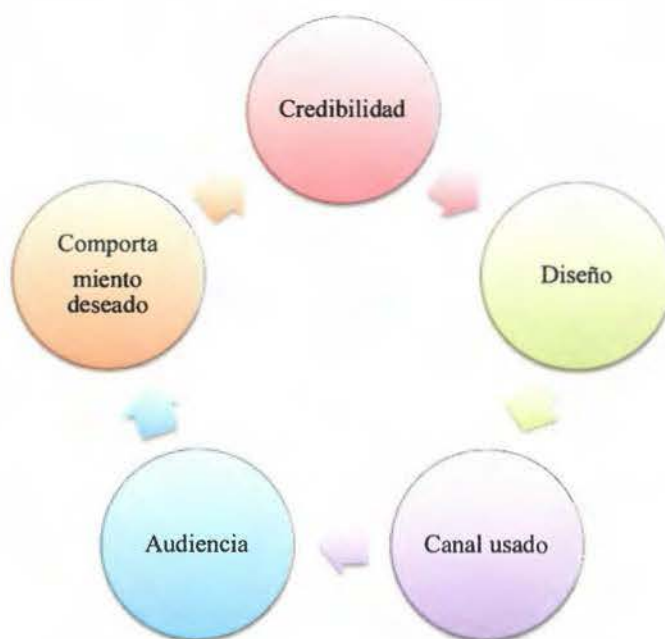 Credibilidad
Diseño
Canal usado
Audiencia
Comporta
miento
deseado